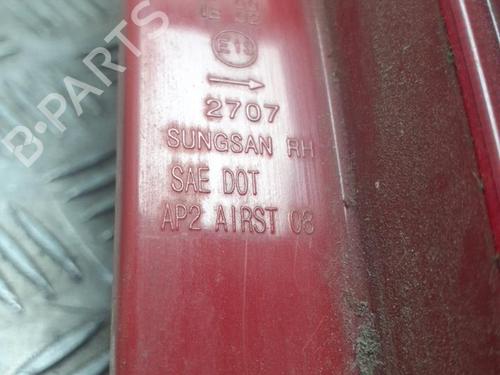 E13
2707
SUNGSAN RH
SAE DOT
AP2 AIRST 08
B-PARTS